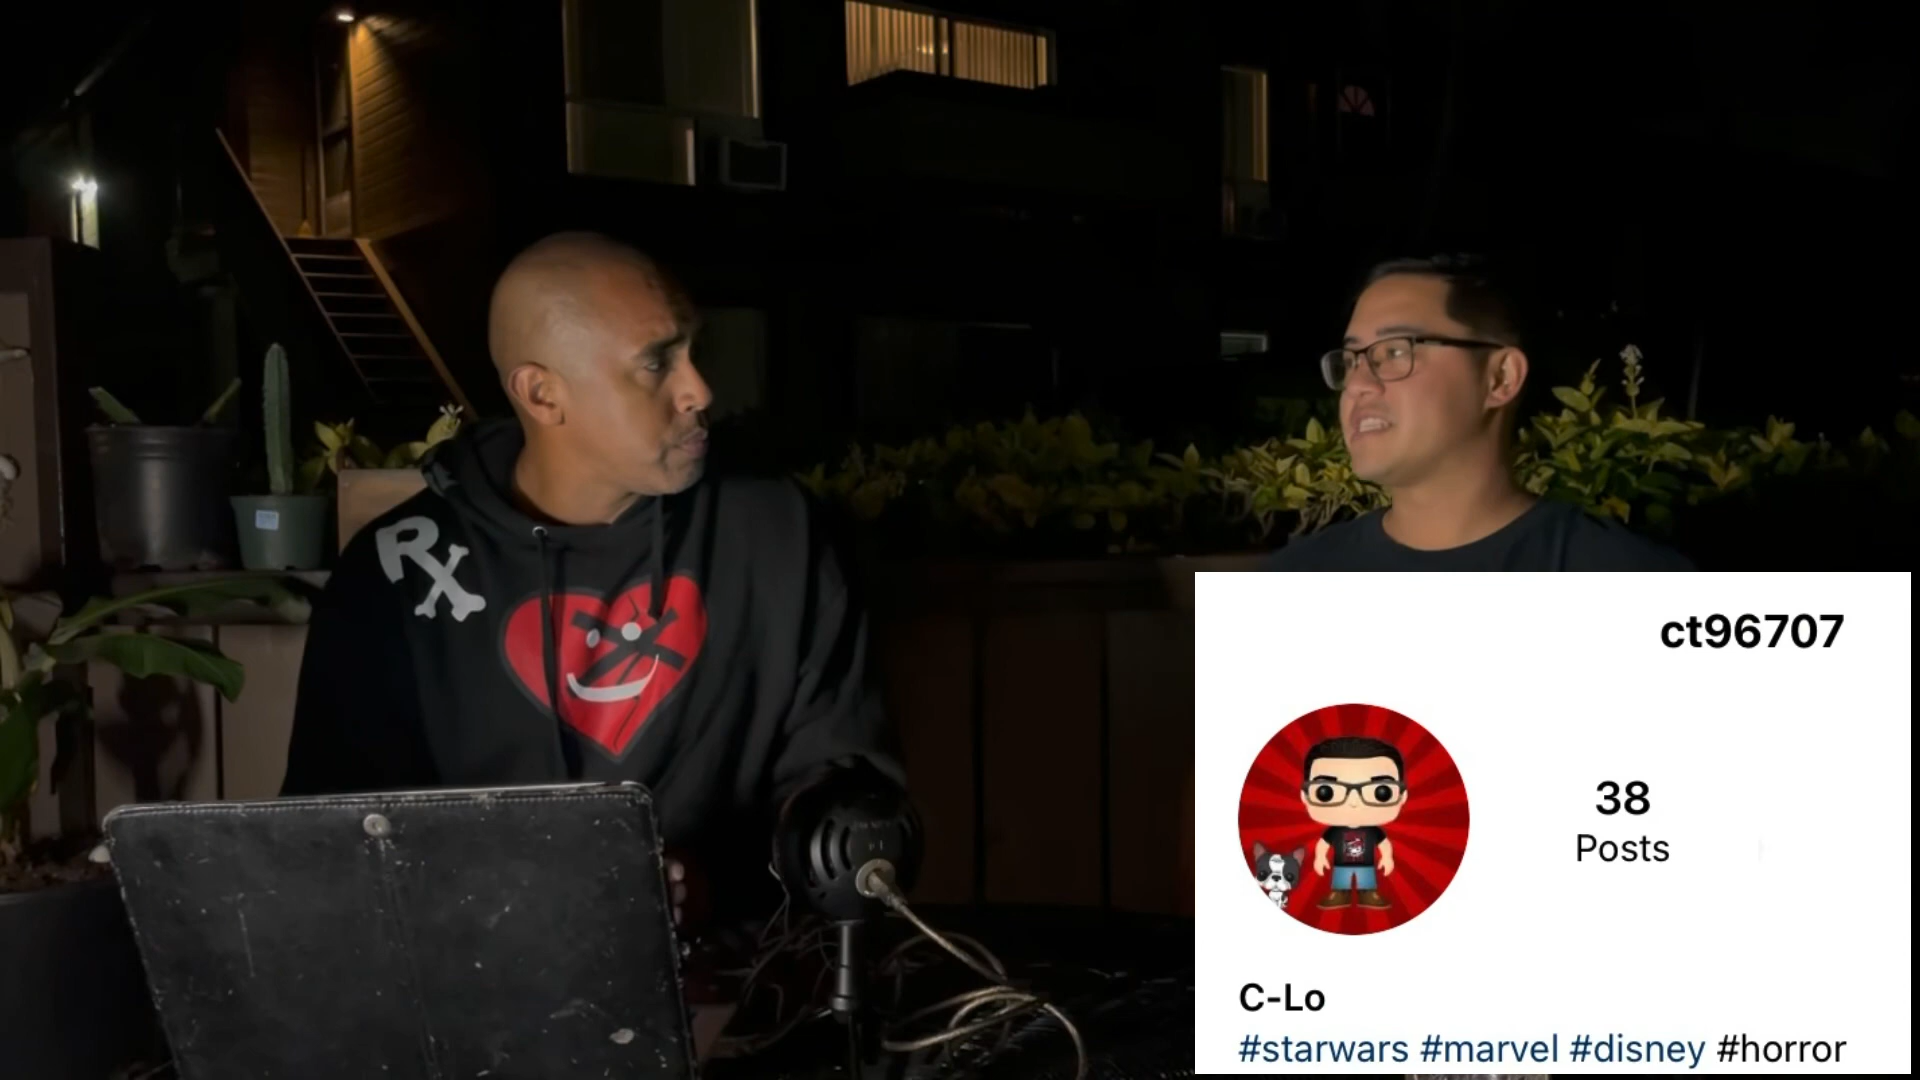 Rx
ct96707
38
Posts
C-Lo
#starwars #marvel #disney #horror